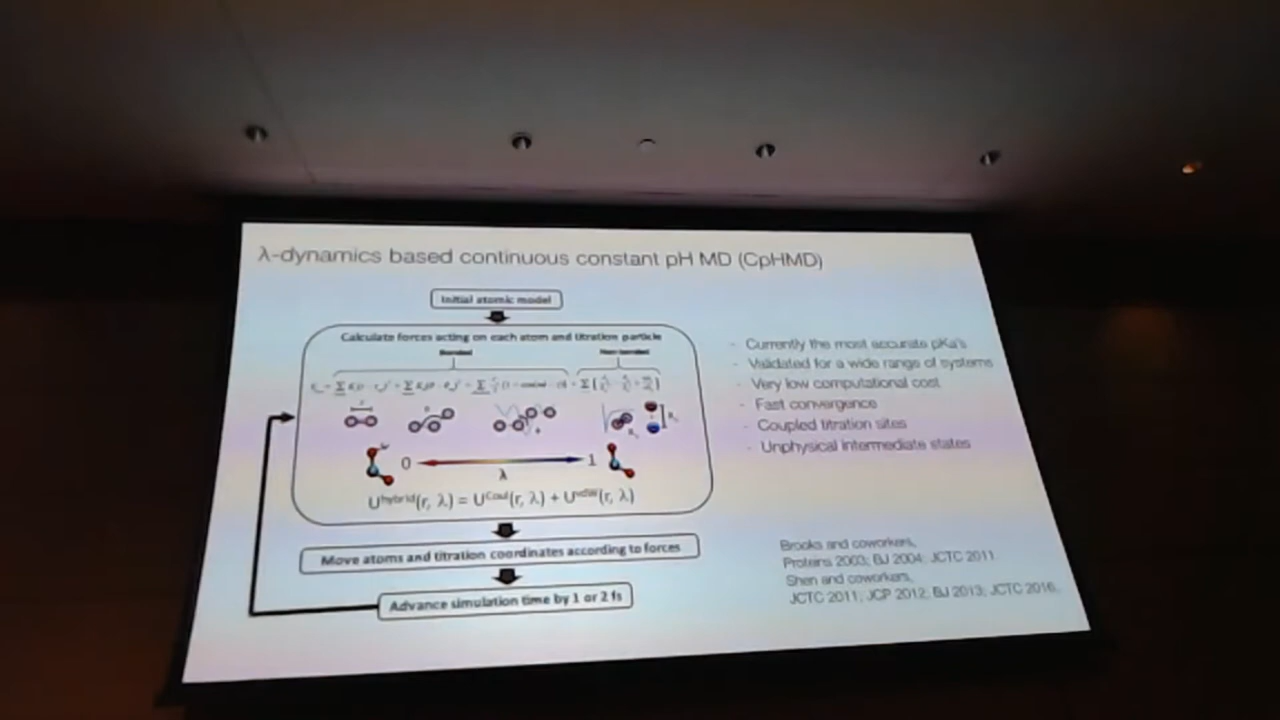 λ-dynamics based continuous constant pH MD (CpHMD)
Initial atomic model
Calculate forces acting on each atom and titration particle
Bonded
Non-bonded
0
1
λ
U^hybrid(r, λ) = U^Coul(r, λ) + U^vdW(r, λ)
Move atoms and titration coordinates according to forces
Advance simulation time by 1 or 2 fs
- Currently the most accurate pKa's
- Validated for a wide range of systems
- Very low computational cost
- Fast convergence
- Coupled titration sites
- Unphysical intermediate states
Brooks and coworkers,
Proteins 2003; BJ 2004; JCTC 2011
Shen and coworkers,
JCTC 2011; JCP 2012; BJ 2013; JCTC 2016.